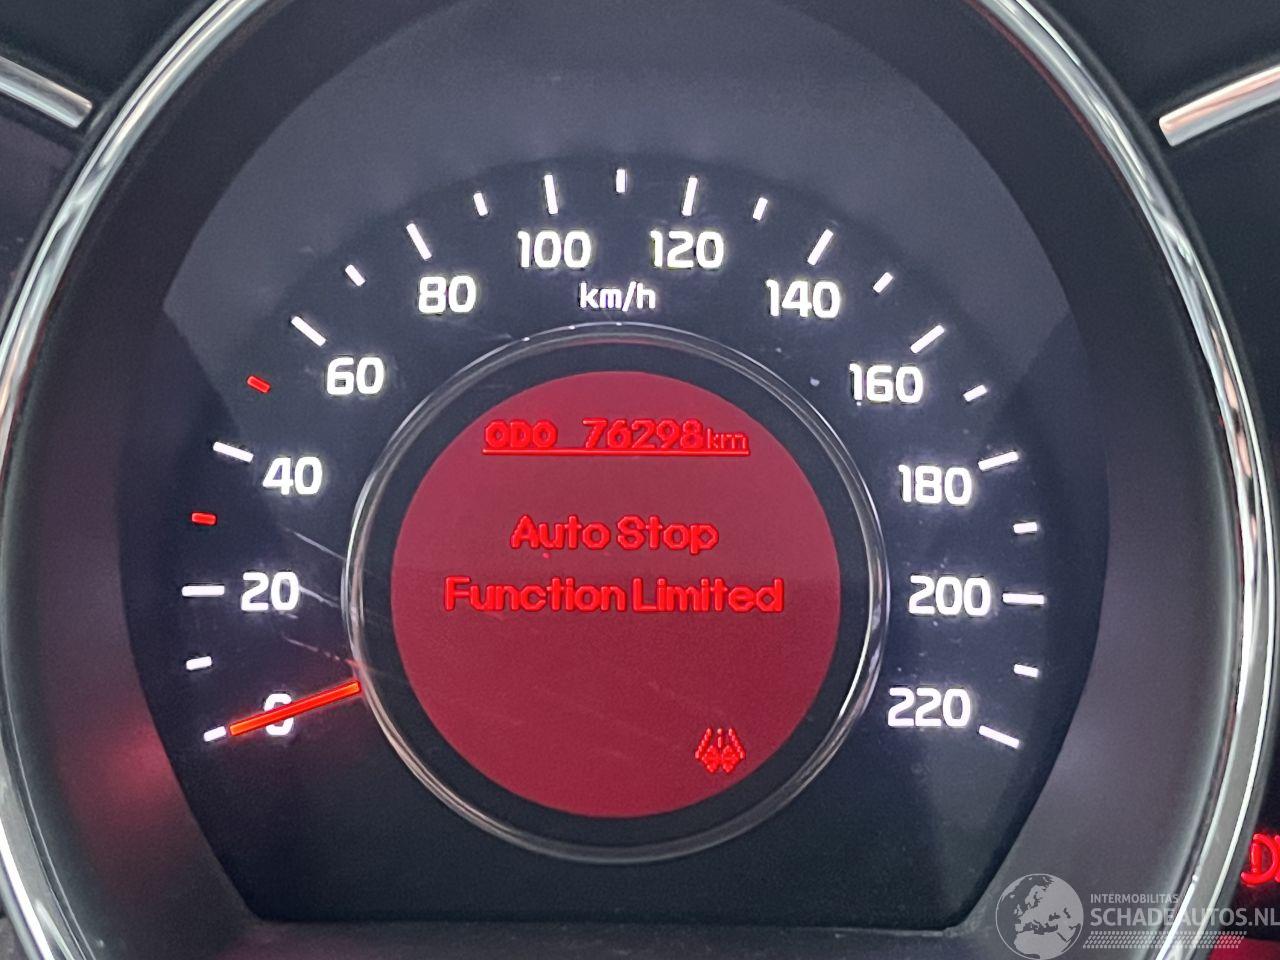 100
120
km/h
80
140
60
160
ODO 76298km
40
180
Auto Stop
20
Function Limited
200
0
220
INTERMOBILITAS
SCHADEAUTOS.NL